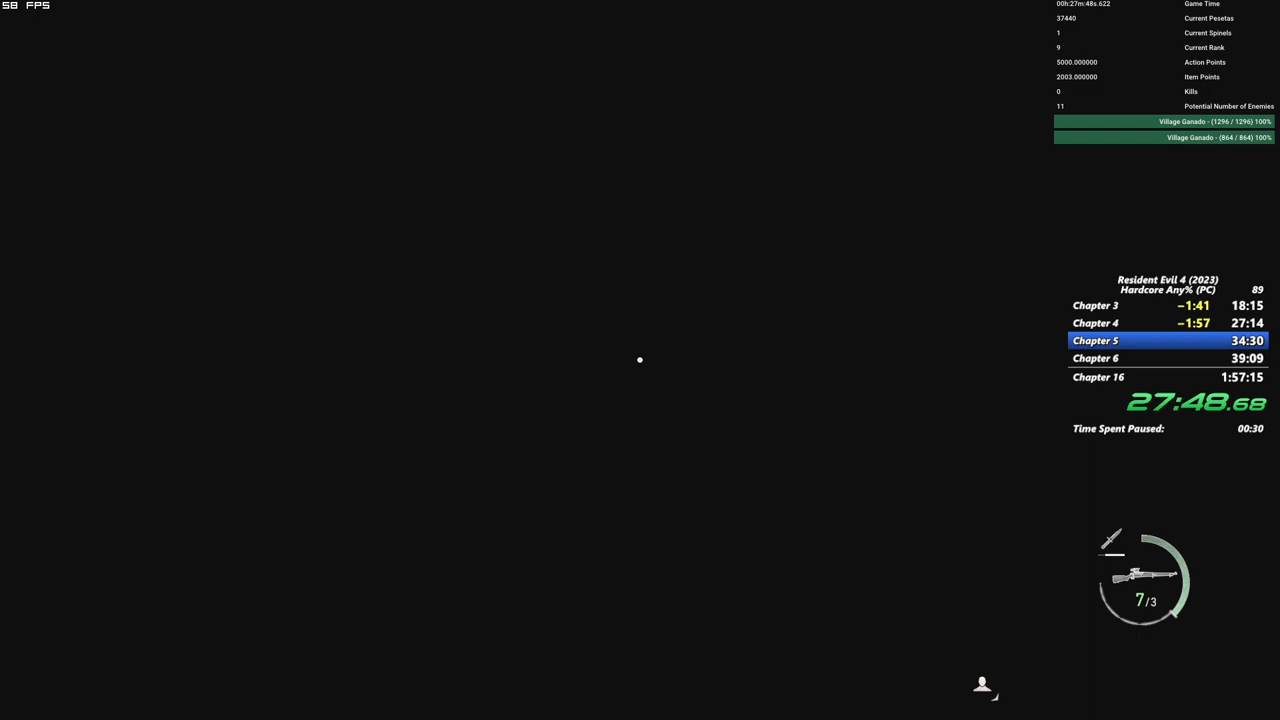 58 FPS
00h:27m:48s.622 Game Time
37440 Current Pesetas
1 Current Spinels
9 Current Rank
5000.000000 Action Points
2003.000000 Item Points
0 Kills
11 Potential Number of Enemies
Village Ganado - (1296 / 1296) 100%
Village Ganado - (864 / 864) 100%
Resident Evil 4 (2023)
Hardcore Any% (PC) 89
Chapter 3 −1:41 18:15
Chapter 4 −1:57 27:14
Chapter 5 34:30
Chapter 6 39:09
Chapter 16 1:57:15
27:48.68
Time Spent Paused: 00:30
7/3